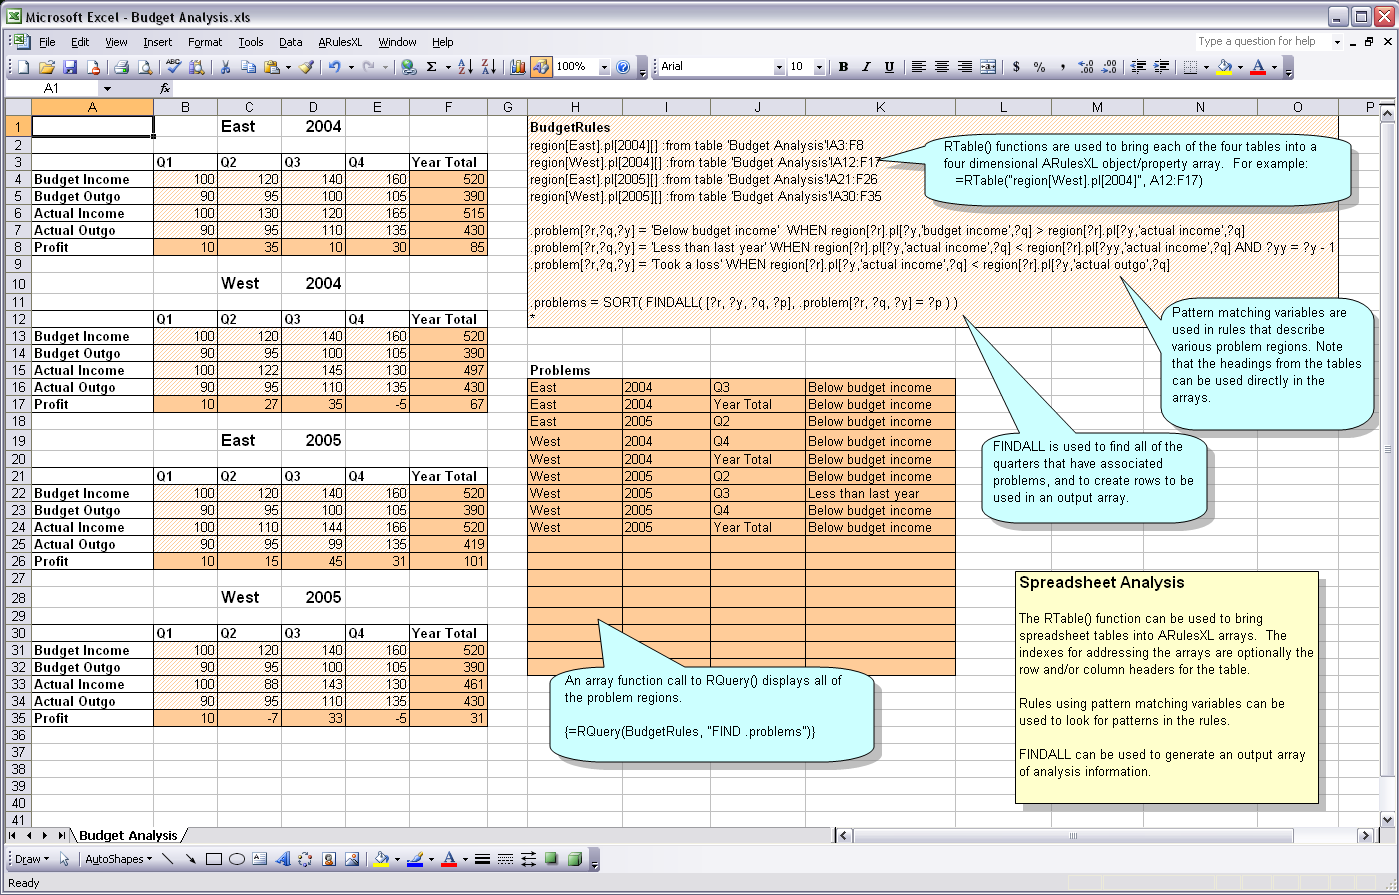 Microsoft Excel - Budget Analysis.xls
File Edit View Insert Format Tools Data ARulesXL Window Help Type a question for help
100% Arial 10 B I U $ % ,
A1 fx
A B C D E F G H I J K L M N O P
1 East 2004 BudgetRules
2 region[East].pl[2004][] :from table 'Budget Analysis'!A3:F8
3 Q1 Q2 Q3 Q4 Year Total region[West].pl[2004][] :from table 'Budget Analysis'!A12:F17
4 Budget Income 100 120 140 160 520 region[East].pl[2005][] :from table 'Budget Analysis'!A21:F26
5 Budget Outgo 90 95 100 105 390 region[West].pl[2005][] :from table 'Budget Analysis'!A30:F35
6 Actual Income 100 130 120 165 515
7 Actual Outgo 90 95 110 135 430 .problem[?r,?q,?y] = 'Below budget income' WHEN region[?r].pl[?y,'budget income',?q] > region[?r].pl[?y,'actual income',?q]
8 Profit 10 35 10 30 85 .problem[?r,?q,?y] = 'Less than last year' WHEN region[?r].pl[?y,'actual income',?q] < region[?r].pl[?yy,'actual income',?q] AND ?yy = ?y - 1
9 .problem[?r,?q,?y] = 'Took a loss' WHEN region[?r].pl[?y,'actual income',?q] < region[?r].pl[?y,'actual outgo',?q]
10 West 2004
11 .problems = SORT( FINDALL( [?r, ?y, ?q, ?p], .problem[?r, ?q, ?y] = ?p ) )
12 Q1 Q2 Q3 Q4 Year Total *
13 Budget Income 100 120 140 160 520
14 Budget Outgo 90 95 100 105 390
15 Actual Income 100 122 145 130 497 Problems
16 Actual Outgo 90 95 110 135 430 East 2004 Q3 Below budget income
17 Profit 10 27 35 -5 67 East 2004 Year Total Below budget income
18 East 2005 Q2 Below budget income
19 East 2005 West 2004 Q4 Below budget income
20 West 2004 Year Total Below budget income
21 Q1 Q2 Q3 Q4 Year Total West 2005 Q2 Below budget income
22 Budget Income 100 120 140 160 520 West 2005 Q3 Less than last year
23 Budget Outgo 90 95 100 105 390 West 2005 Q4 Below budget income
24 Actual Income 100 110 144 166 520 West 2005 Year Total Below budget income
25 Actual Outgo 90 95 99 135 419
26 Profit 10 15 45 31 101
27
28 West 2005
29
30 Q1 Q2 Q3 Q4 Year Total
31 Budget Income 100 120 140 160 520
32 Budget Outgo 90 95 100 105 390
33 Actual Income 100 88 143 130 461
34 Actual Outgo 90 95 110 135 430
35 Profit 10 -7 33 -5 31
36
37
38
39
40
41
RTable() functions are used to bring each of the four tables into a
four dimensional ARulesXL object/property array. For example:
=RTable("region[West].pl[2004]", A12:F17)
Pattern matching variables are
used in rules that describe
various problem regions. Note
that the headings from the tables
can be used directly in the
arrays.
FINDALL is used to find all of the
quarters that have associated
problems, and to create rows to be
used in an output array.
An array function call to RQuery() displays all of
the problem regions.
{=RQuery(BudgetRules, "FIND .problems")}
Spreadsheet Analysis
The RTable() function can be used to bring
spreadsheet tables into ARulesXL arrays. The
indexes for addressing the arrays are optionally the
row and/or column headers for the table.
Rules using pattern matching variables can be
used to look for patterns in the rules.
FINDALL can be used to generate an output array
of analysis information.
Budget Analysis
Draw AutoShapes
Ready